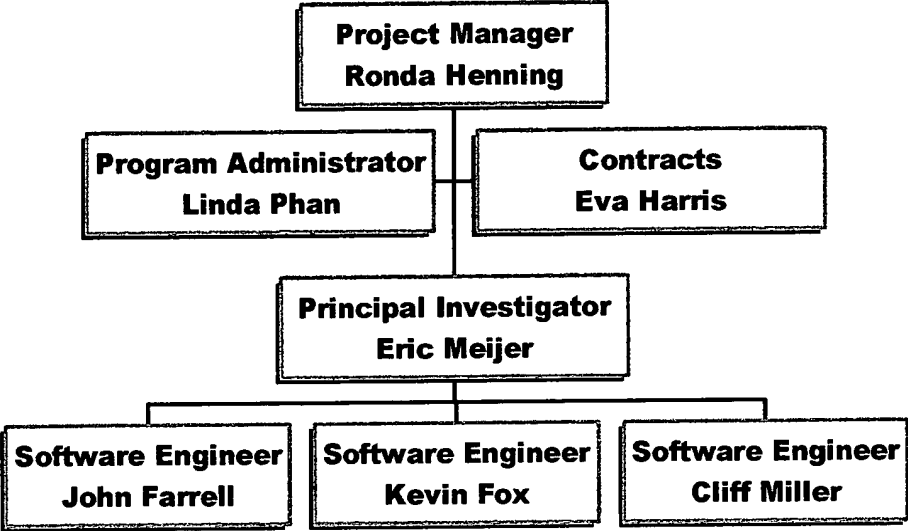 Project Manager
Ronda Henning
Program Administrator
Linda Phan
Contracts
Eva Harris
Principal Investigator
Eric Meijer
Software Engineer
John Farrell
Software Engineer
Kevin Fox
Software Engineer
Cliff Miller